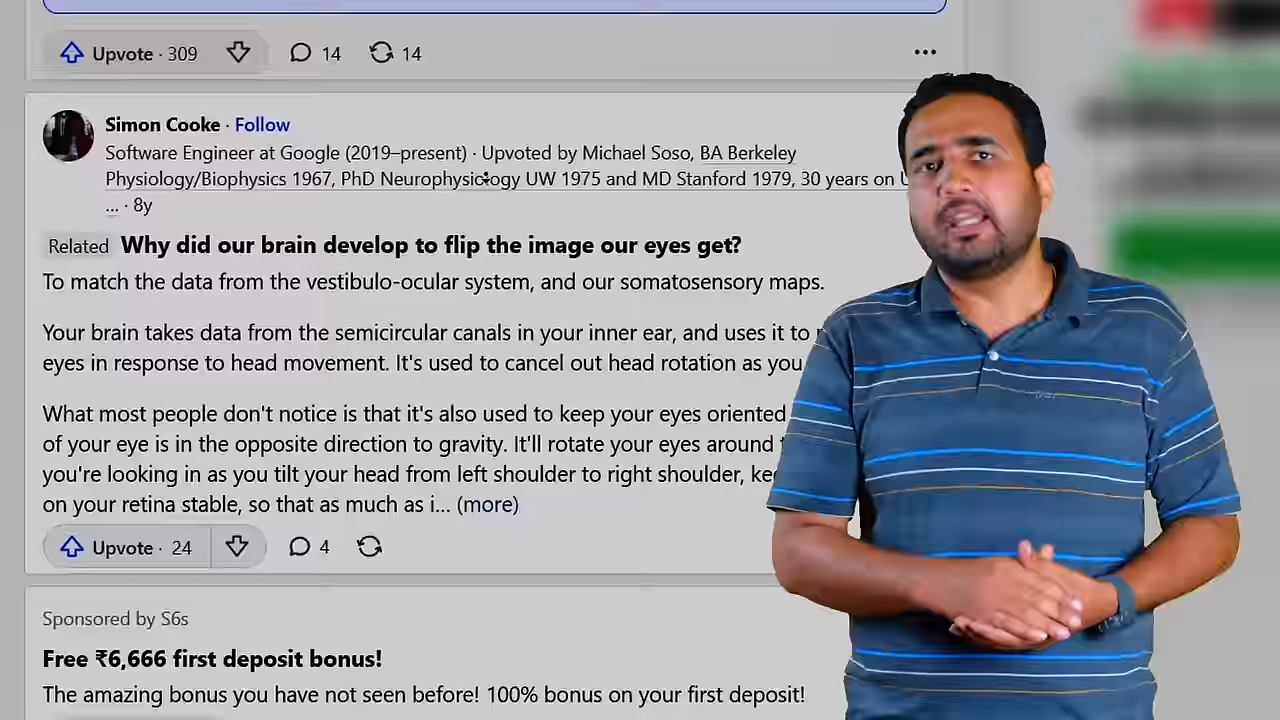 Upvote · 309 14 14
Simon Cooke · Follow
Software Engineer at Google (2019–present) · Upvoted by Michael Soso, BA Berkeley
Physiology/Biophysics 1967, PhD Neurophysiology UW 1975 and MD Stanford 1979, 30 years on
... · 8y
Related Why did our brain develop to flip the image our eyes get?
To match the data from the vestibulo-ocular system, and our somatosensory maps.
Your brain takes data from the semicircular canals in your inner ear, and uses it to
eyes in response to head movement. It's used to cancel out head rotation as you
What most people don't notice is that it's also used to keep your eyes oriented
of your eye is in the opposite direction to gravity. It'll rotate your eyes around
you're looking in as you tilt your head from left shoulder to right shoulder,
on your retina stable, so that as much as i... (more)
Upvote · 24 4
Sponsored by S6s
Free ₹6,666 first deposit bonus!
The amazing bonus you have not seen before! 100% bonus on your first deposit!